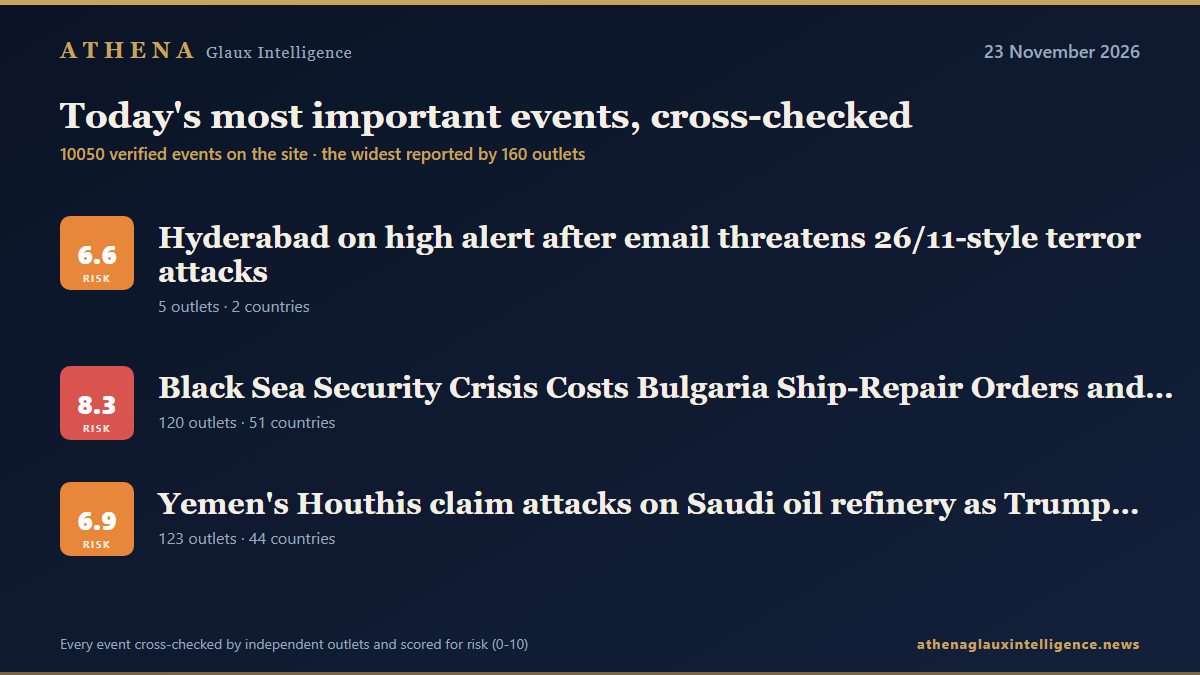 ATHENA Glaux Intelligence
23 November 2026
Today's most important events, cross-checked
10050 verified events on the site · the widest reported by 160 outlets
6.6
RISK
Hyderabad on high alert after email threatens 26/11-style terror
attacks
5 outlets · 2 countries
8.3
RISK
Black Sea Security Crisis Costs Bulgaria Ship-Repair Orders and...
120 outlets · 51 countries
6.9
RISK
Yemen's Houthis claim attacks on Saudi oil refinery as Trump...
123 outlets · 44 countries
Every event cross-checked by independent outlets and scored for risk (0-10)
athenaglauxintelligence.news